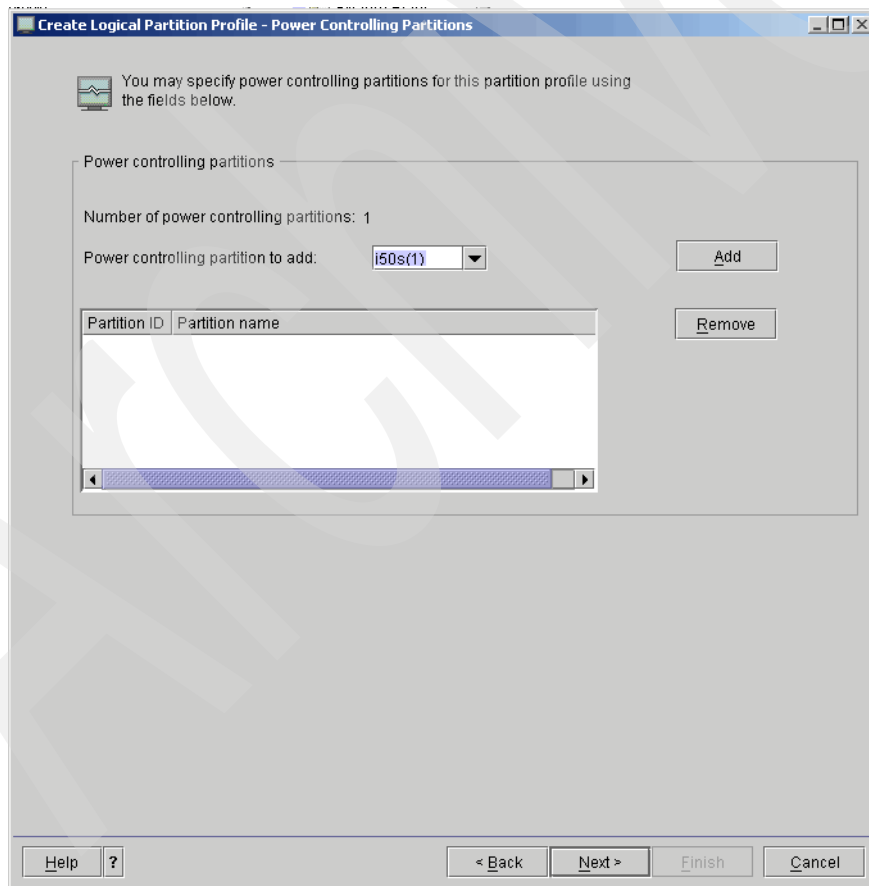 Create Logical Partition Profile - Power Controlling Partitions
You may specify power controlling partitions for this partition profile using
the fields below.
Power controlling partitions
Number of power controlling partitions: 1
Power controlling partition to add: i50s(1) Add
Partition ID Partition name Remove
Help ? < Back Next > Finish Cancel